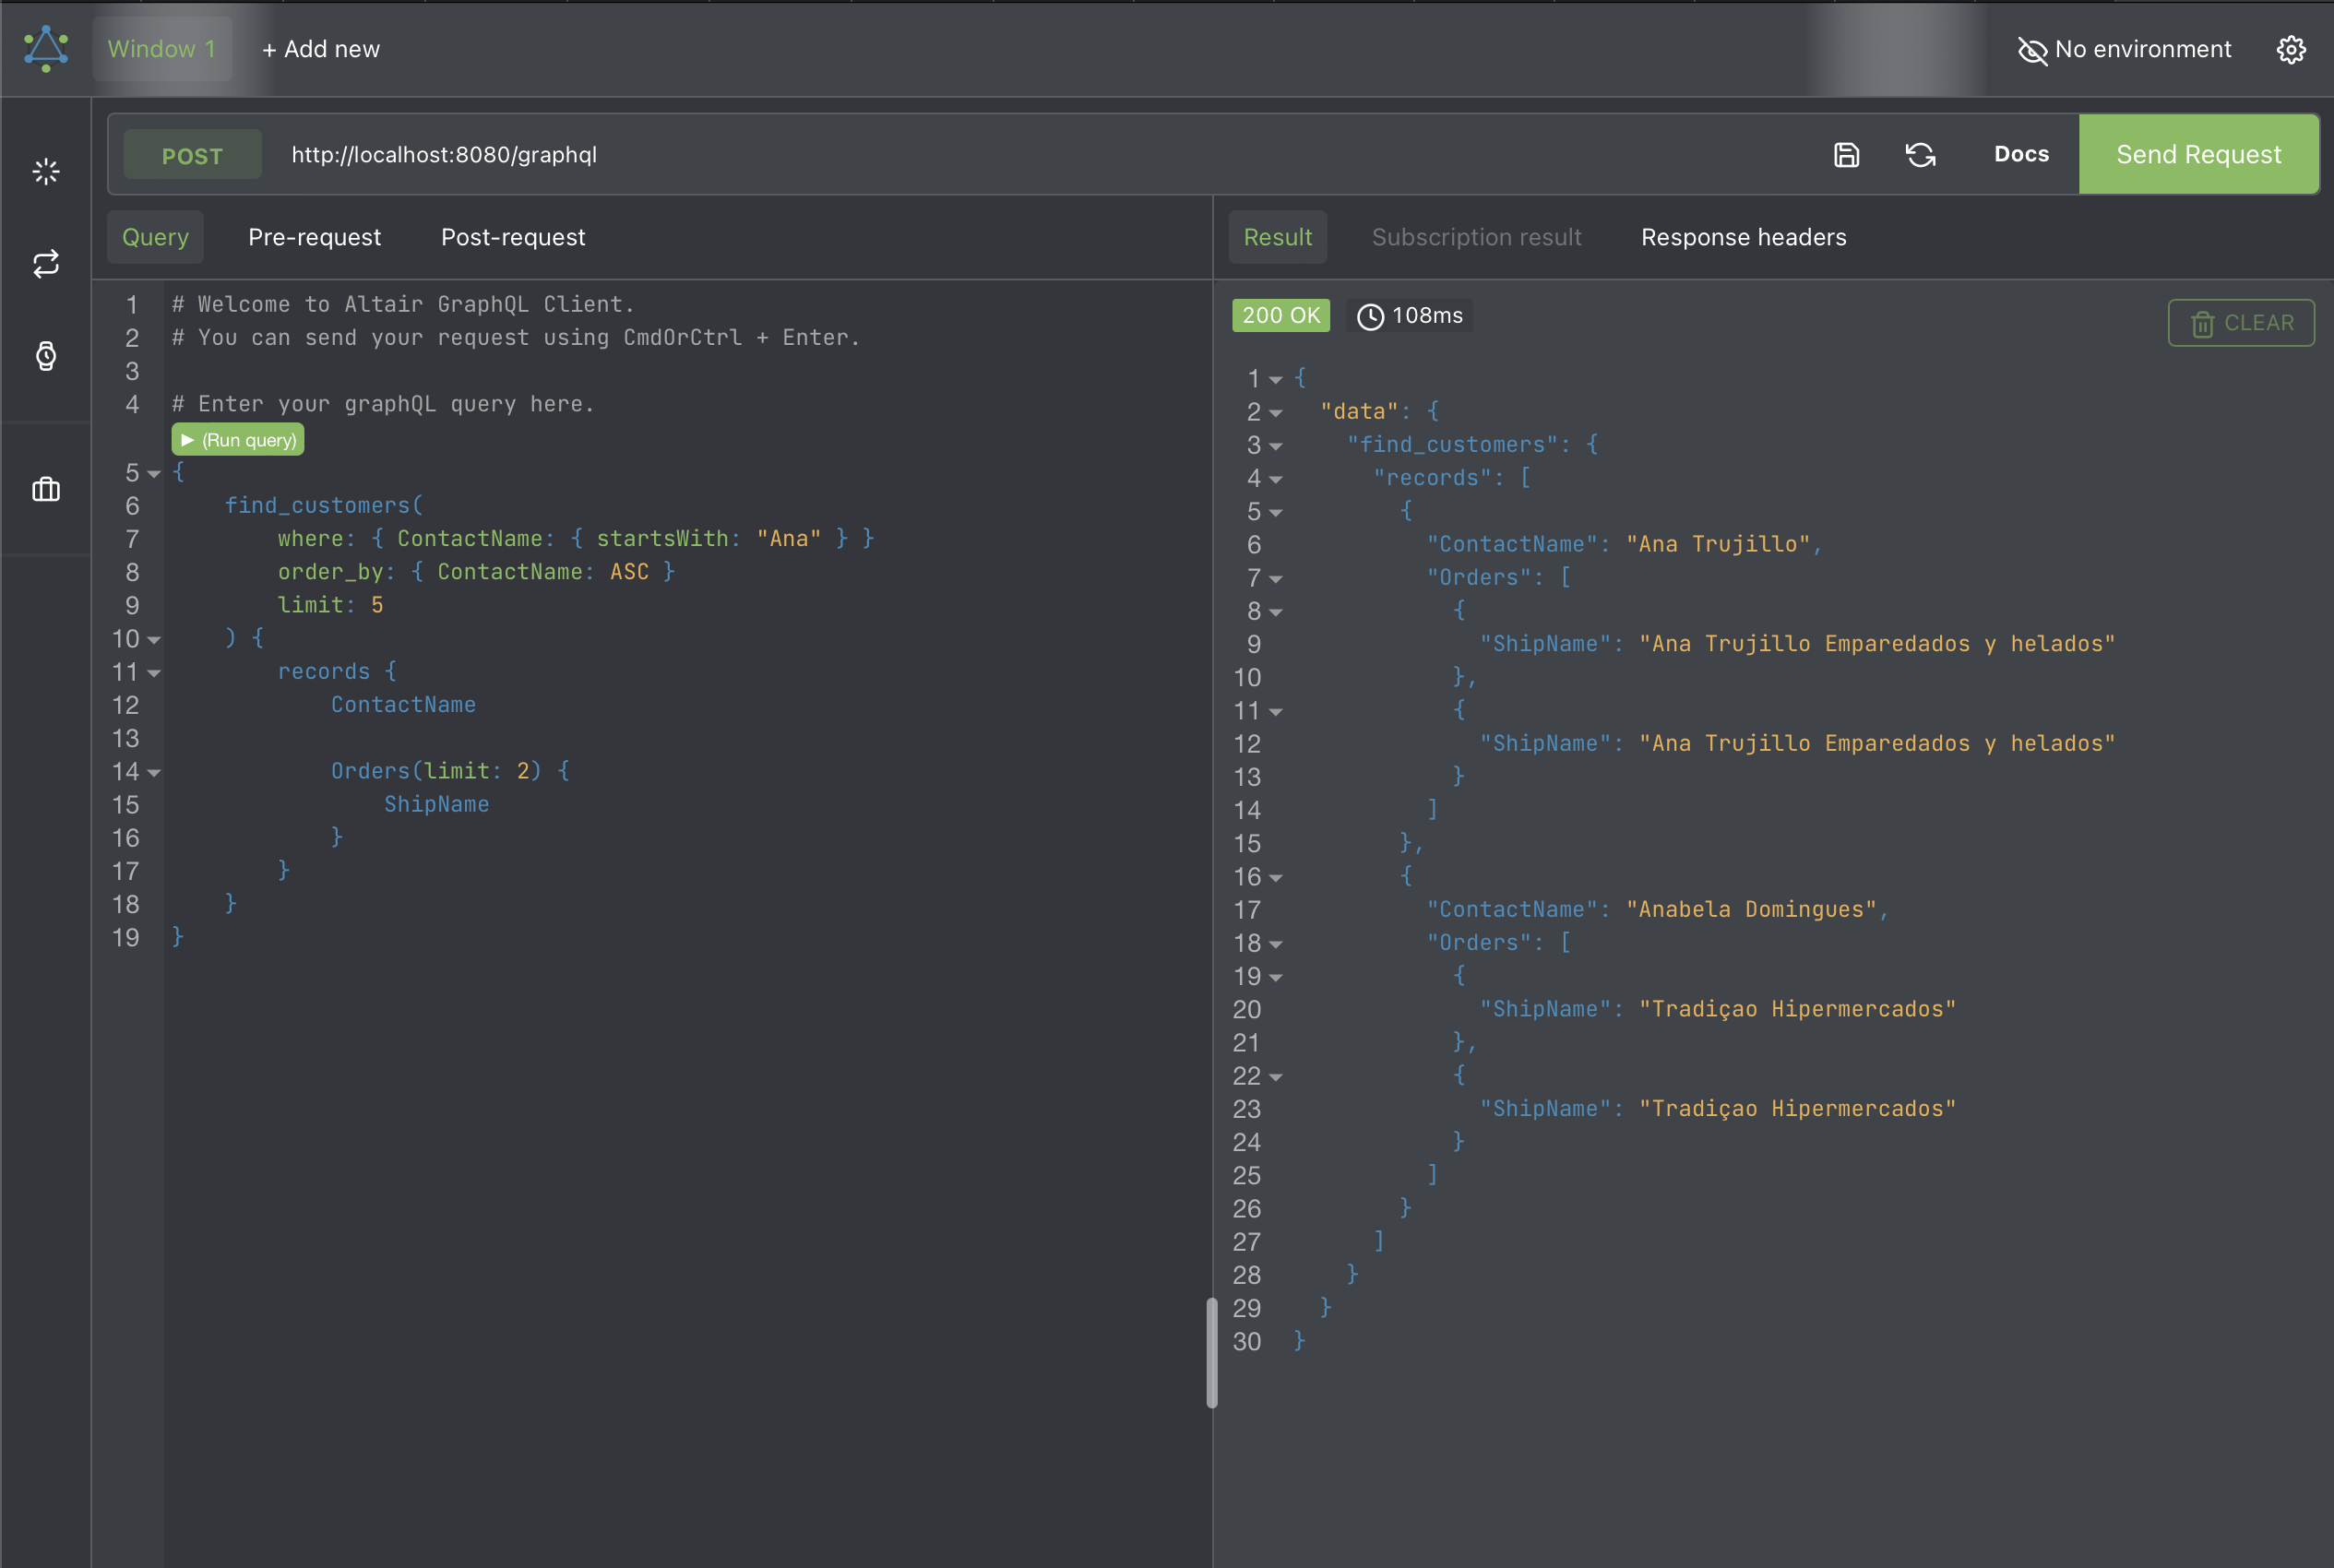 Window 1 + Add new No environment
POST http://localhost:8080/graphql Docs Send Request
Query Pre-request Post-request
1 # Welcome to Altair GraphQL Client.
2 # You can send your request using CmdOrCtrl + Enter.
3
4 # Enter your graphQL query here.
(Run query)
5 {
6 find_customers(
7 where: { ContactName: { startsWith: "Ana" } }
8 order_by: { ContactName: ASC }
9 limit: 5
10 ) {
11 records {
12 ContactName
13
14 Orders(limit: 2) {
15 ShipName
16 }
17 }
18 }
19 }
Result Subscription result Response headers
200 OK 108ms CLEAR
1 {
2 "data": {
3 "find_customers": {
4 "records": [
5 {
6 "ContactName": "Ana Trujillo",
7 "Orders": [
8 {
9 "ShipName": "Ana Trujillo Emparedados y helados"
10 },
11 {
12 "ShipName": "Ana Trujillo Emparedados y helados"
13 }
14 ]
15 },
16 {
17 "ContactName": "Anabela Domingues",
18 "Orders": [
19 {
20 "ShipName": "Tradiçao Hipermercados"
21 },
22 {
23 "ShipName": "Tradiçao Hipermercados"
24 }
25 ]
26 }
27 ]
28 }
29 }
30 }